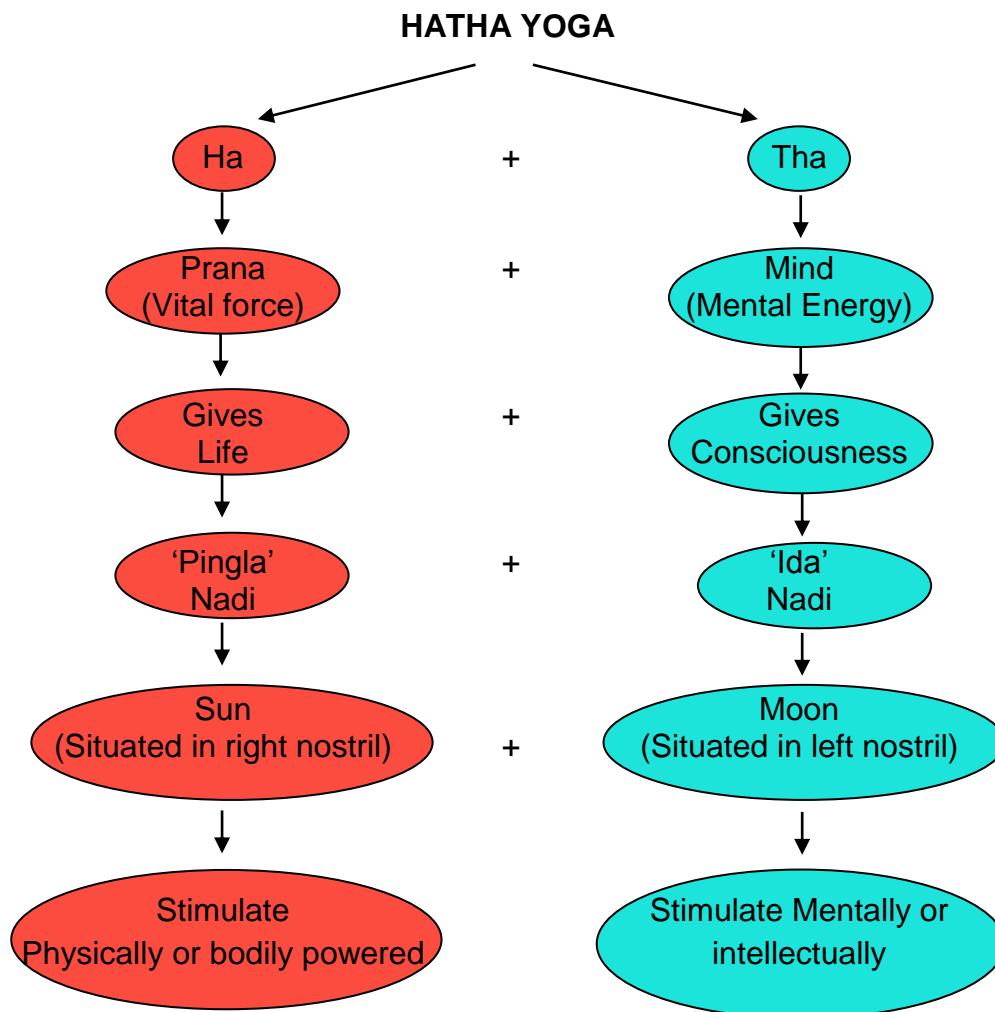 HATHA YOGA
Ha + Tha
Prana + Mind
(Vital force) (Mental Energy)
Gives + Gives
Life Consciousness
‘Pingla’ + ‘Ida’
Nadi Nadi
Sun Moon
(Situated in right nostril) + (Situated in left nostril)
Stimulate Stimulate Mentally or
Physically or bodily powered intellectually